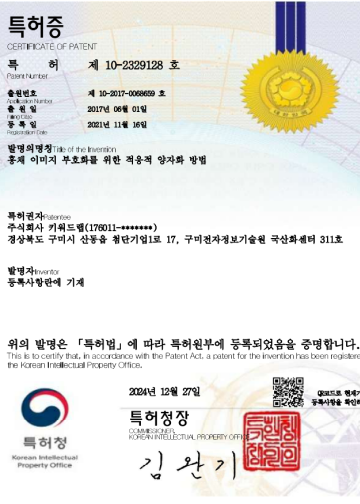 특허증
CERTIFICATE OF PATENT
특 허 제 10-2329128 호
Patent Number
출원번호 제 10-2017-0068659 호
Application Number
출원일 2017년 06월 01일
Filing Date
등록일 2021년 11월 16일
Registration Date
발명의명칭 Title of the Invention
홍채 이미지 부호화를 위한 적응적 양자화 방법
특허권자 Patentee
주식회사 키위드랩(176011-*******)
경상북도 구미시 산동읍 첨단기업1로 17, 구미전자정보기술원 국산화센터 311호
발명자 Inventor
등록사항란에 기재
위의 발명은 「특허법」에 따라 특허원부에 등록되었음을 증명합니다.
This is to certify that, in accordance with the Patent Act, a patent for the invention has been registere
the Korean Intellectual Property Office.
2024년 12월 27일
QR코드로 현재기
등록사항을 확인하
특허청
Korean Intellectual
Property Office
특허청장
COMMISSIONER,
KOREAN INTELLECTUAL PROPERTY OFFICE
김완기